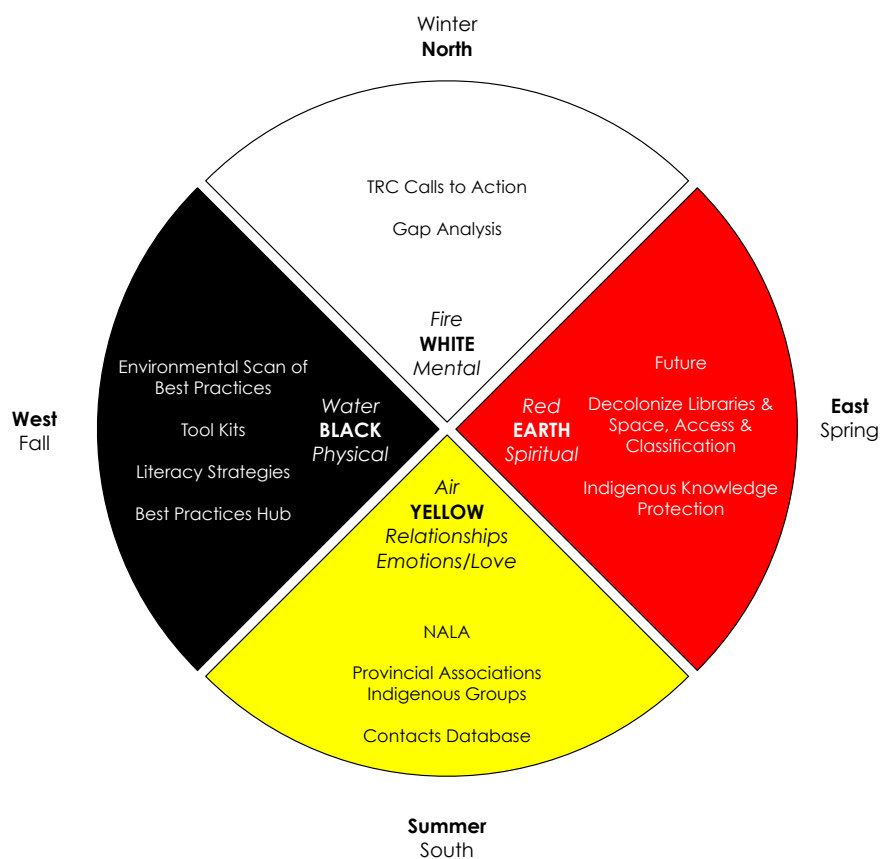 Winter
North
TRC Calls to Action
Gap Analysis
Fire
WHITE
Mental
West
Fall
Environmental Scan of
Best Practices
Tool Kits
Literacy Strategies
Best Practices Hub
Water
BLACK
Physical
Red
EARTH
Spiritual
Future
Decolonize Libraries &
Space, Access &
Classification
Indigenous Knowledge
Protection
East
Spring
Air
YELLOW
Relationships
Emotions/Love
NALA
Provincial Associations
Indigenous Groups
Contacts Database
Summer
South